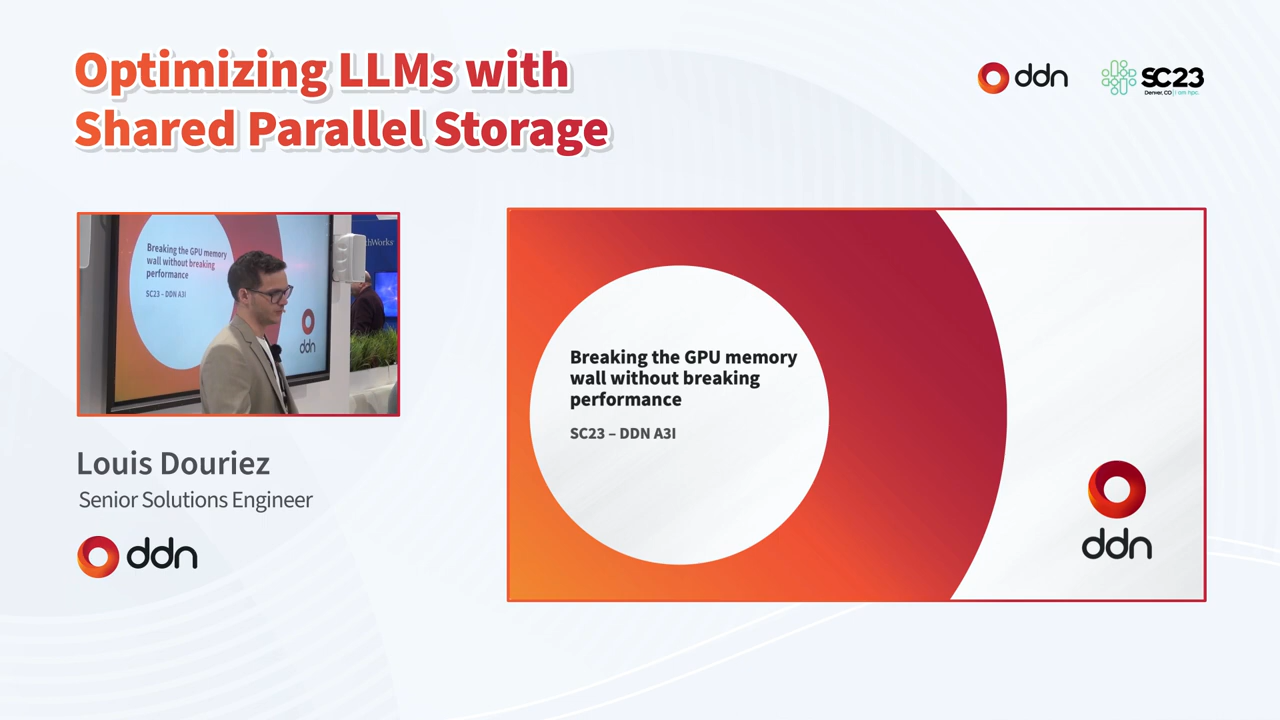 Optimizing LLMs with
Shared Parallel Storage
ddn
SC23
Denver, CO | I am hpc.
Breaking the GPU memory
wall without breaking
performance
SC23 – DDN A3I
ddn
Louis Douriez
Senior Solutions Engineer
ddn
Breaking the GPU memory
wall without breaking
performance
SC23 – DDN A3I
ddn